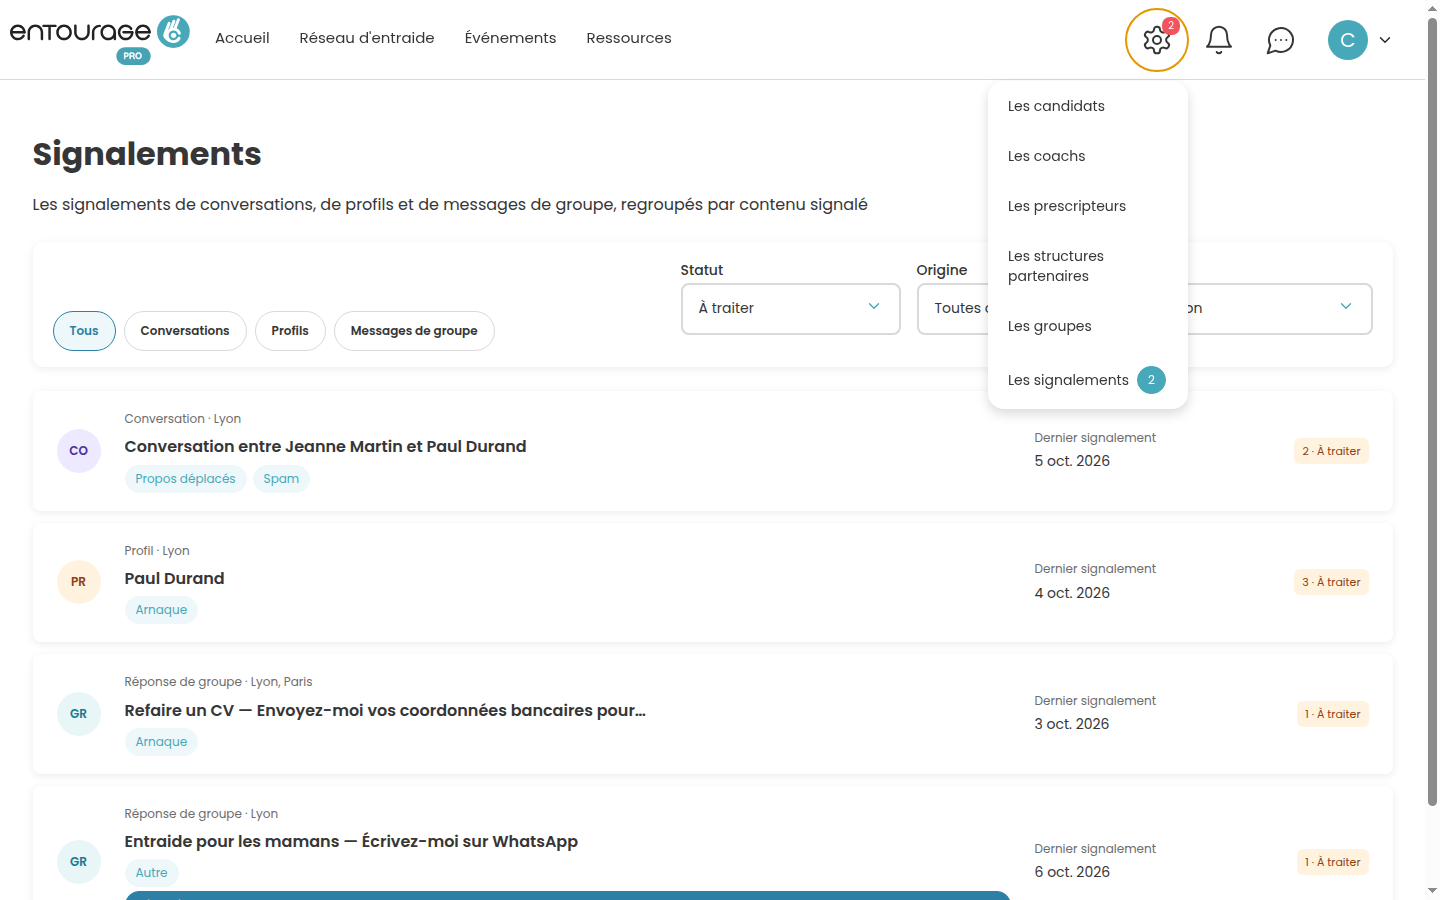 entourage
PRO
Accueil
Réseau d'entraide
Événements
Ressources
2
C
Les candidats
Les coachs
Les prescripteurs
Les structures
partenaires
Les groupes
Les signalements 2
Signalements
Les signalements de conversations, de profils et de messages de groupe, regroupés par contenu signalé
Tous
Conversations
Profils
Messages de groupe
Statut
À traiter
Origine
Toutes
Conversation · Lyon
CO
Conversation entre Jeanne Martin et Paul Durand
Propos déplacés
Spam
Dernier signalement
5 oct. 2026
2 · À traiter
Profil · Lyon
PR
Paul Durand
Arnaque
Dernier signalement
4 oct. 2026
3 · À traiter
Réponse de groupe · Lyon, Paris
GR
Refaire un CV — Envoyez-moi vos coordonnées bancaires pour...
Arnaque
Dernier signalement
3 oct. 2026
1 · À traiter
Réponse de groupe · Lyon
GR
Entraide pour les mamans — Écrivez-moi sur WhatsApp
Autre
Dernier signalement
6 oct. 2026
1 · À traiter